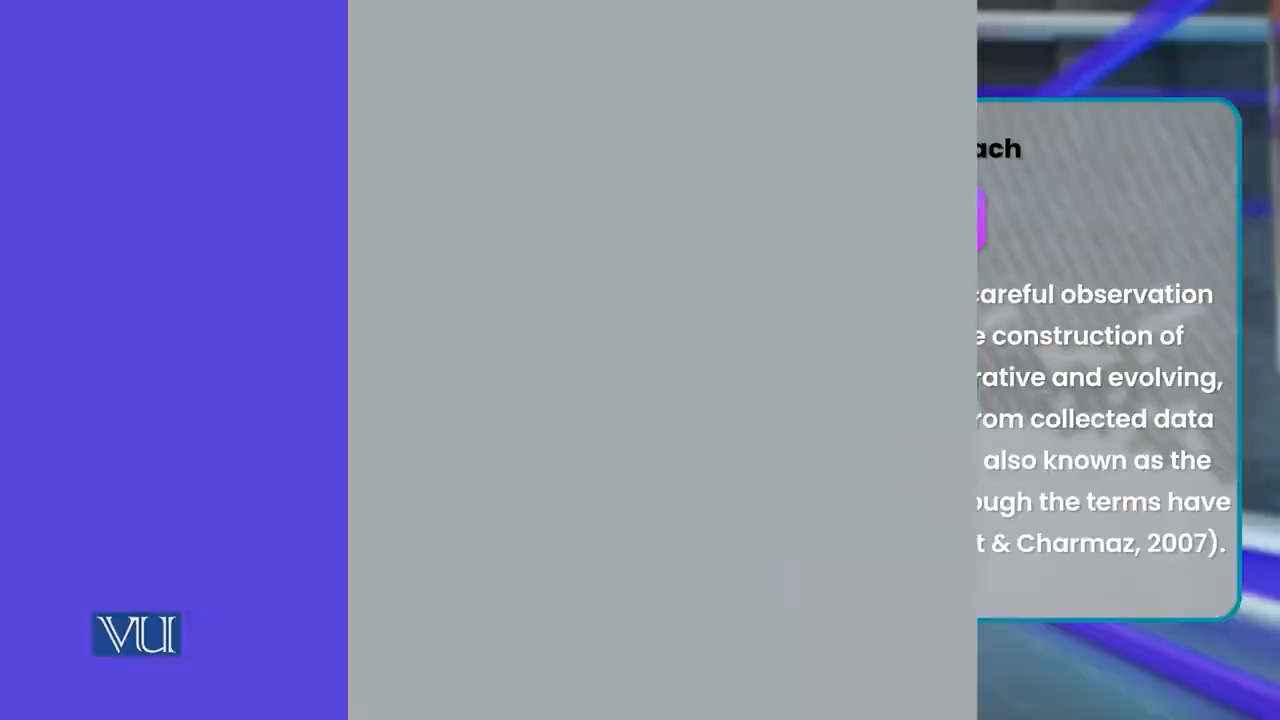 ach
careful observation
e construction of
rative and evolving,
rom collected data
also known as the
ough the terms have
t & Charmaz, 2007).
VU